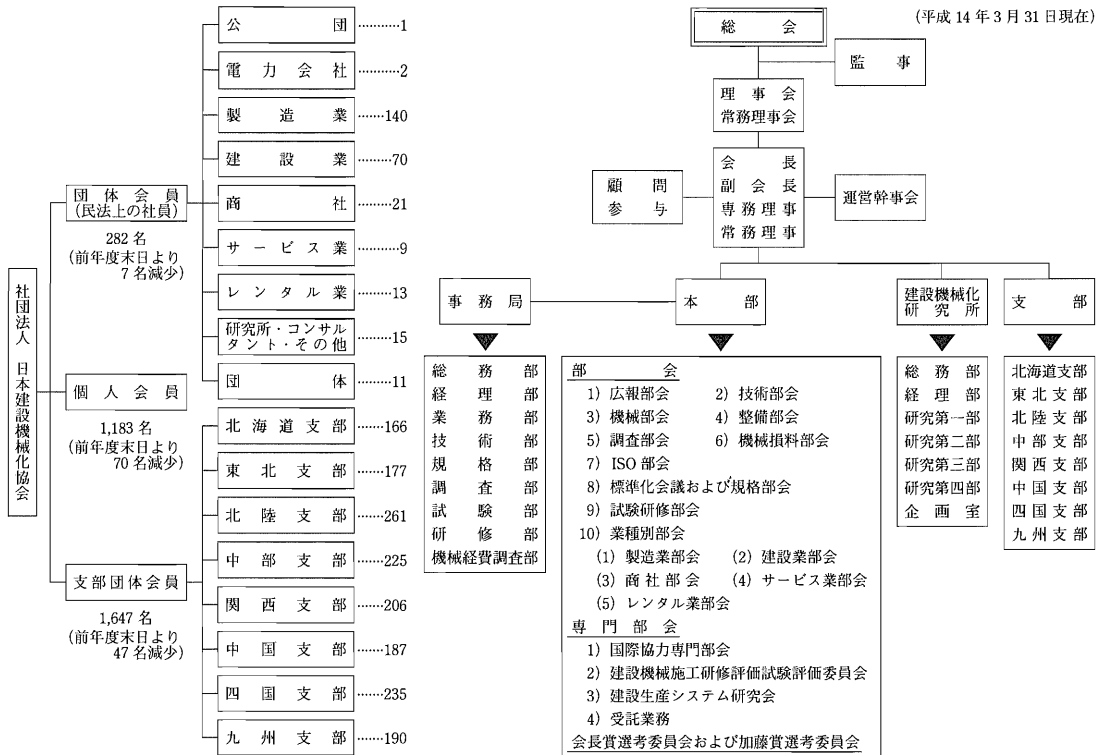 (平成14年3月31日現在)
社団法人 日本建設機械化協会
団体会員
(民法上の社員)
282名
(前年度末日より
7名減少)
公団………1
電力会社………2
製造業……140
建設業………70
商社……21
サービス業………9
レンタル業……13
研究所・コンサル
タント・その他……15
団体……11
個人会員
1,183名
(前年度末日より
70名減少)
支部団体会員
1,647名
(前年度末日より
47名減少)
北海道支部……166
東北支部……177
北陸支部……261
中部支部……225
関西支部……206
中国支部……187
四国支部……235
九州支部……190
総会
監事
理事会
常務理事会
会長
副会長
専務理事
常務理事
顧問
参与
運営幹事会
事務局
総務部
経理部
業務部
技術部
規格部
調査部
試験部
研修部
機械経費調査部
本部
部会
1) 広報部会 2) 技術部会
3) 機械部会 4) 整備部会
5) 調査部会 6) 機械損料部会
7) ISO部会
8) 標準化会議および規格部会
9) 試験研修部会
10) 業種別部会
(1) 製造業部会 (2) 建設業部会
(3) 商社部会 (4) サービス業部会
(5) レンタル業部会
専門部会
1) 国際協力専門部会
2) 建設機械施工研修評価試験評価委員会
3) 建設生産システム研究会
4) 受託業務
会長賞選考委員会および加藤賞選考委員会
建設機械化
研究所
総務部
経理部
研究第一部
研究第二部
研究第三部
研究第四部
企画室
支部
北海道支部
東北支部
北陸支部
中部支部
関西支部
中国支部
四国支部
九州支部